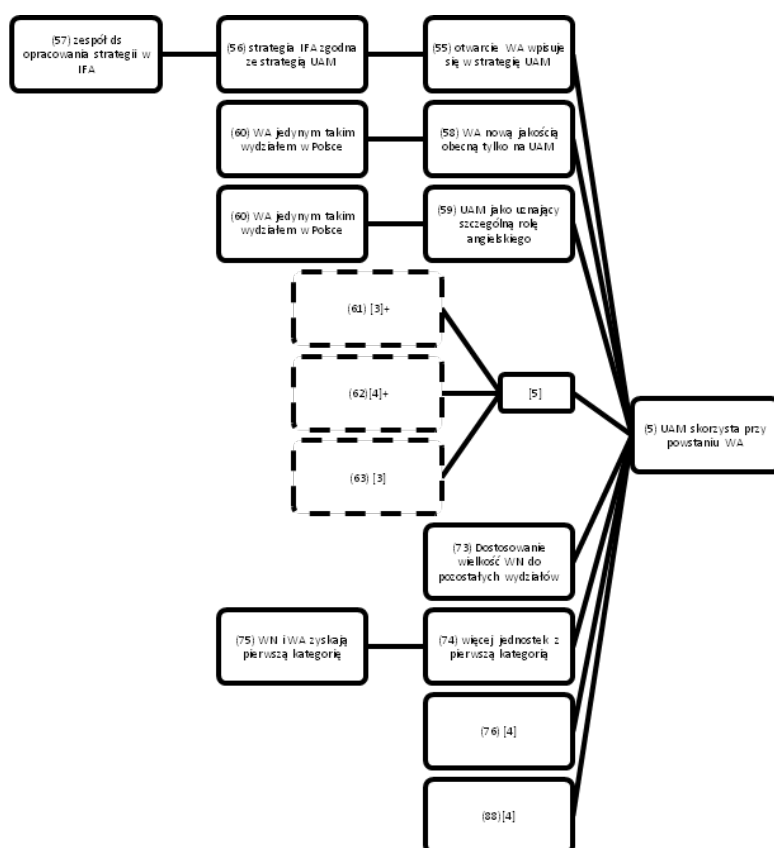 (57) zespół ds
opracowania strategii w
IFA
(56) strategia IFA zgodna
ze strategią UAM
(55) otwarcie WA wpisuje
się w strategię UAM
(60) WA jedynym takim
wydziałem w Polsce
(58) WA nową jakością
obecną tylko na UAM
(60) WA jedynym takim
wydziałem w Polsce
(59) UAM jako uznający
szczególną rolę
angielskiego
(61) [3]+
(62)[4]+
(63) [3]
[5]
(5) UAM skorzysta przy
powstaniu WA
(73) Dostosowanie
wielkość WN do
pozostałych wydziałów
(75) WN i WA zyskają
pierwszą kategorię
(74) więcej jednostek z
pierwszą kategorią
(76) [4]
(88)[4]